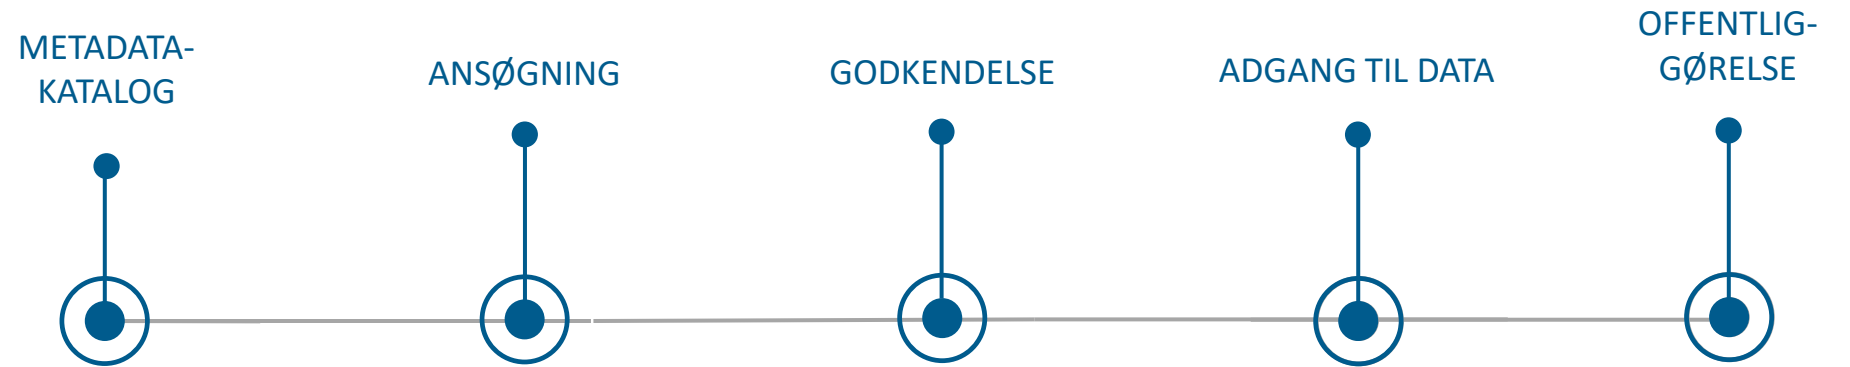 METADATA-
KATALOG
ANSØGNING
GODKENDELSE
ADGANG TIL DATA
OFFENTLIG-
GØRELSE